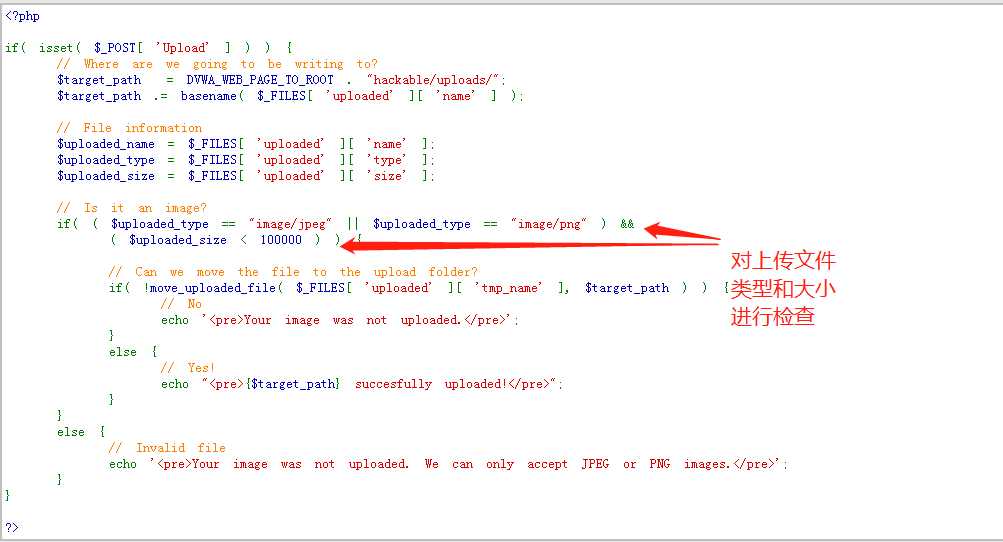 <?php
if( isset( $_POST[ 'Upload' ] ) ) {
// Where are we going to be writing to?
$target_path = DVWA_WEB_PAGE_TO_ROOT . "hackable/uploads/";
$target_path .= basename( $_FILES[ 'uploaded' ][ 'name' ] );
// File information
$uploaded_name = $_FILES[ 'uploaded' ][ 'name' ];
$uploaded_type = $_FILES[ 'uploaded' ][ 'type' ];
$uploaded_size = $_FILES[ 'uploaded' ][ 'size' ];
// Is it an image?
if( ( $uploaded_type == "image/jpeg" || $uploaded_type == "image/png" ) &&
( $uploaded_size < 100000 ) ) {
// Can we move the file to the upload folder?
if( !move_uploaded_file( $_FILES[ 'uploaded' ][ 'tmp_name' ], $target_path ) ) {
// No
echo '<pre>Your image was not uploaded.</pre>';
}
else {
// Yes!
echo "<pre>{$target_path} succesfully uploaded!</pre>";
}
}
else {
// Invalid file
echo '<pre>Your image was not uploaded. We can only accept JPEG or PNG images.</pre>';
}
}
?>
对上传文件
类型和大小
进行检查